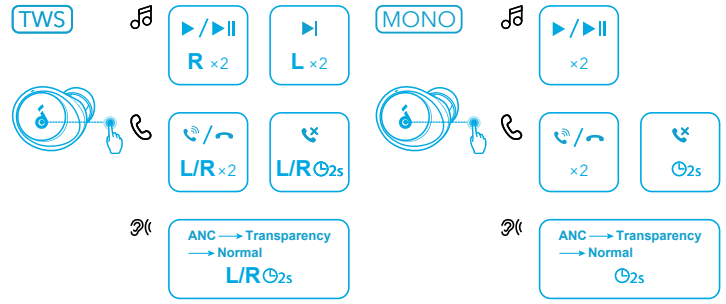 TWS
R ×2
L ×2
L/R ×2
L/R 2s
ANC → Transparency
→ Normal
L/R 2s
MONO
×2
×2
2s
ANC → Transparency
→ Normal
2s